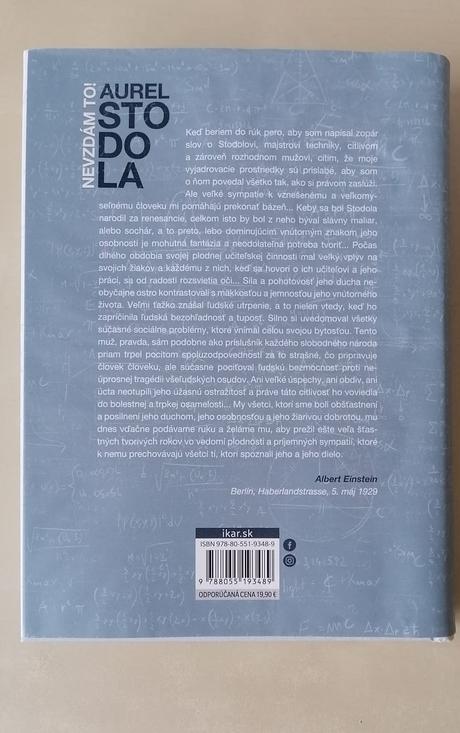 NEVZDÁM TO!
AUREL
STO
DO
LA
Keď beriem do rúk pero, aby som napísal zopár
slov o Stodolovi, majstrovi techniky, citlivom
a zároveň rozhodnom mužovi, cítim, že moje
vyjadrovacie prostriedky sú prislabé, aby som
o ňom povedal všetko tak, ako si právom zaslúži.
Ale veľké sympatie k vznešenému a veľkomy-
seľnému človeku mi pomáhajú prekonať bázeň... Keby sa bol Stodola
narodil za renesancie, celkom isto by bol z neho býval slávny maliar,
alebo sochár, a to preto, lebo dominujúcim vnútorným znakom jeho
osobnosti je mohutná fantázia a neodolateľná potreba tvoriť... Počas
dlhého obdobia svojej plodnej učiteľskej činnosti mal veľký vplyv na
svojich žiakov a každému z nich, keď sa hovorí o ich učiteľovi a jeho
práci, sa od radosti rozsvietia oči... Sila a pohotovosť jeho ducha ne-
obyčajne ostro kontrastovali s mäkkosťou a jemnosťou jeho vnútorného
života. Veľmi ťažko znášal ľudské utrpenie, a to nielen vtedy, keď ho
zapríčinila ľudská bezohľadnosť a tuposť. Silno si uvedomoval všetky
súčasné sociálne problémy, ktoré vnímal celou svojou bytosťou. Tento
muž, pravda, sám podobne ako príslušník každého slobodného národa
priam trpel pocitom spoluzodpovednosti za to strašné, čo pripravuje
človek človeku, ale súčasne pociťoval ľudskú bezmocnosť proti ne-
úprosnej tragédii všeľudských osudov. Ani veľké úspechy, ani obdiv, ani
úcta neotupili jeho úžasnú ostražitosť a práve táto citlivosť ho voviedla
do bolestnej a trpkej osamelosti... My všetci, ktorí sme boli obšťastnení
a posilnení jeho duchom, jeho osobnosťou a jeho žiarivou dobrotou, mu
dnes vďačne podávame ruku a želáme mu, aby prežil ešte veľa šťas-
tných tvorivých rokov vo vedomí plodnosti a príjemných sympatií, ktoré
k nemu prechovávajú všetci tí, ktorí spoznali jeho a jeho dielo.
Albert Einstein
Berlín, Haberlandstrasse, 5. máj 1929
ikar.sk
ISBN 978-80-551-9348-9
9 788055 193489
ODPORÚČANÁ CENA 19,90 €